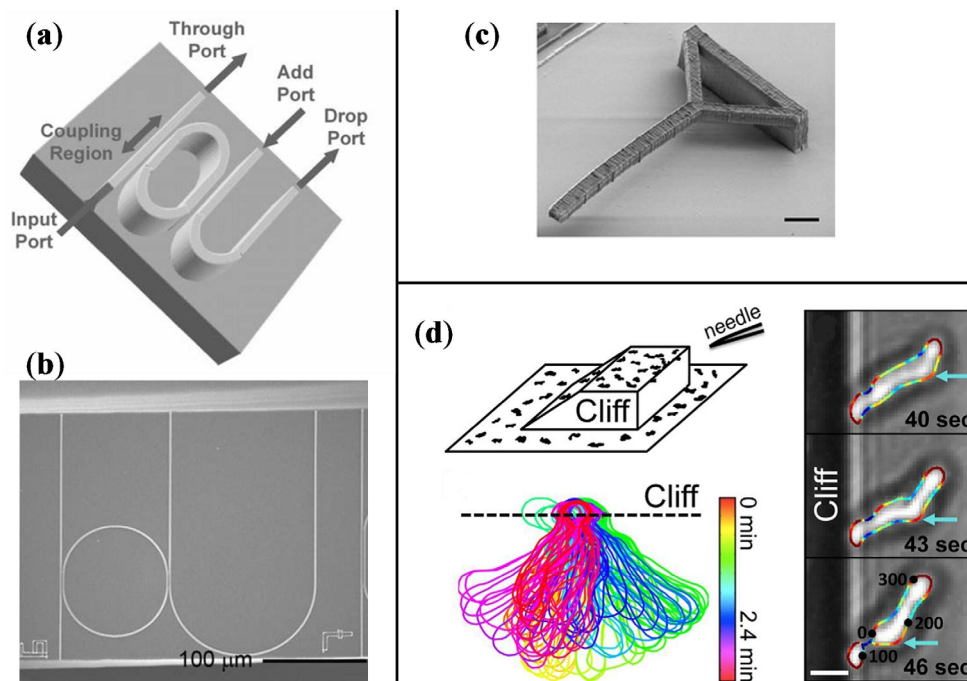 (a)
Through
Port
Add
Port
Drop
Port
Coupling
Region
Input
Port
(b)
100 μm
(c)
(d)
needle
Cliff
Cliff
0 min
2.4 min
Cliff
40 sec
43 sec
300
200
0
100
46 sec